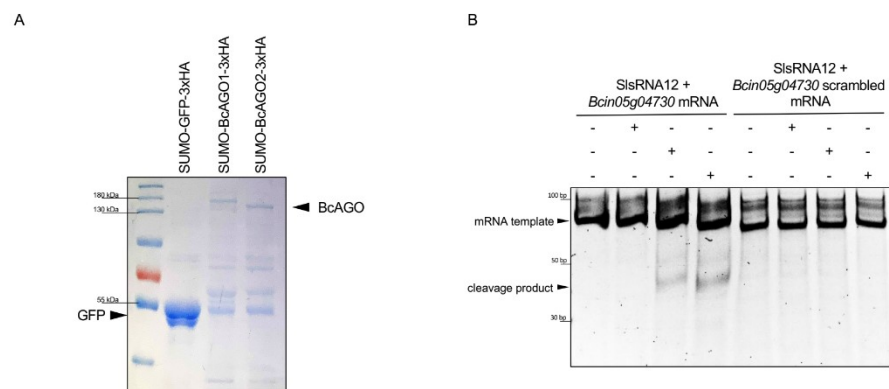 A
SUMO-GFP-3xHA
SUMO-BcAGO1-3xHA
SUMO-BcAGO2-3xHA
180 kDa
130 kDa
BcAGO
55 kDa
GFP
B
SlsRNA12 +
Bcin05g04730 mRNA
SlsRNA12 +
Bcin05g04730 scrambled
mRNA
- + - - - + - -
- - + - - - + -
- - - + - - - +
100 bp
mRNA template
50 bp
cleavage product
30 bp